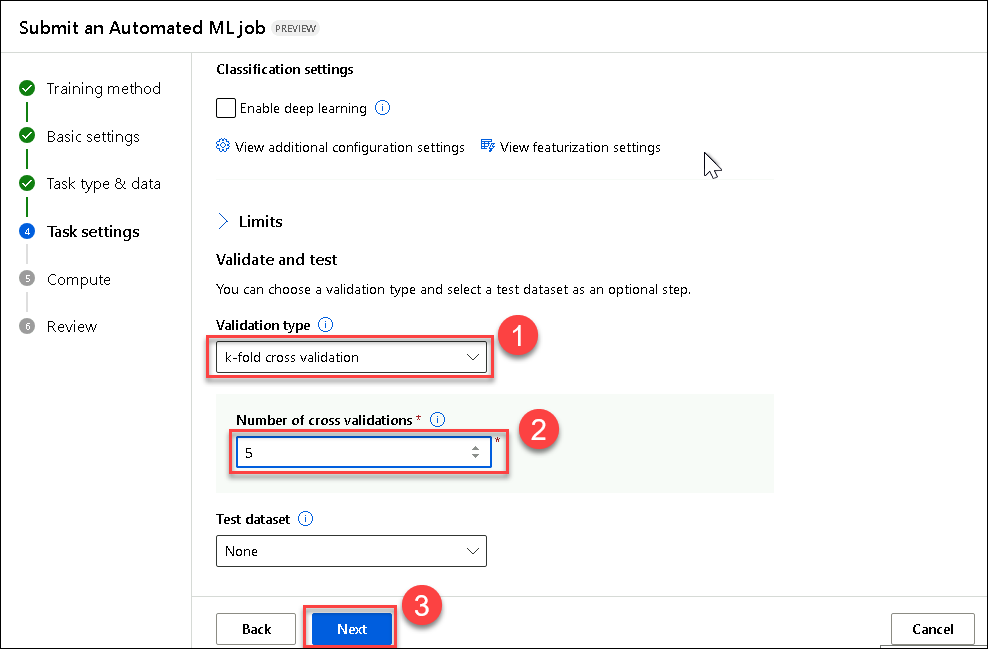 Submit an Automated ML job PREVIEW
Training method
Basic settings
Task type & data
4 Task settings
5 Compute
6 Review
Classification settings
Enable deep learning
View additional configuration settings View featurization settings
Limits
Validate and test
You can choose a validation type and select a test dataset as an optional step.
Validation type
1
k-fold cross validation
Number of cross validations *
2
5 *
Test dataset
None
3
Back Next Cancel